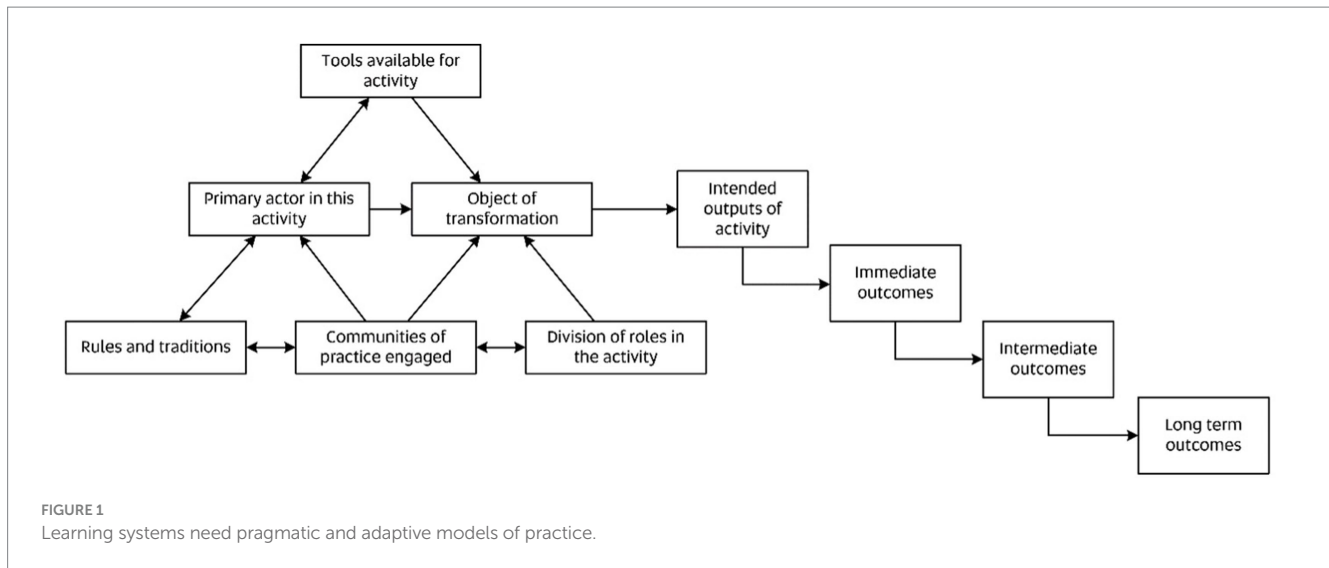 Tools available for
activity
Primary actor in this
activity
Object of
transformation
Intended
outputs of
activity
Immediate
outcomes
Rules and traditions
Communities of
practice engaged
Division of roles in
the activity
Intermediate
outcomes
Long term
outcomes
FIGURE 1
Learning systems need pragmatic and adaptive models of practice.